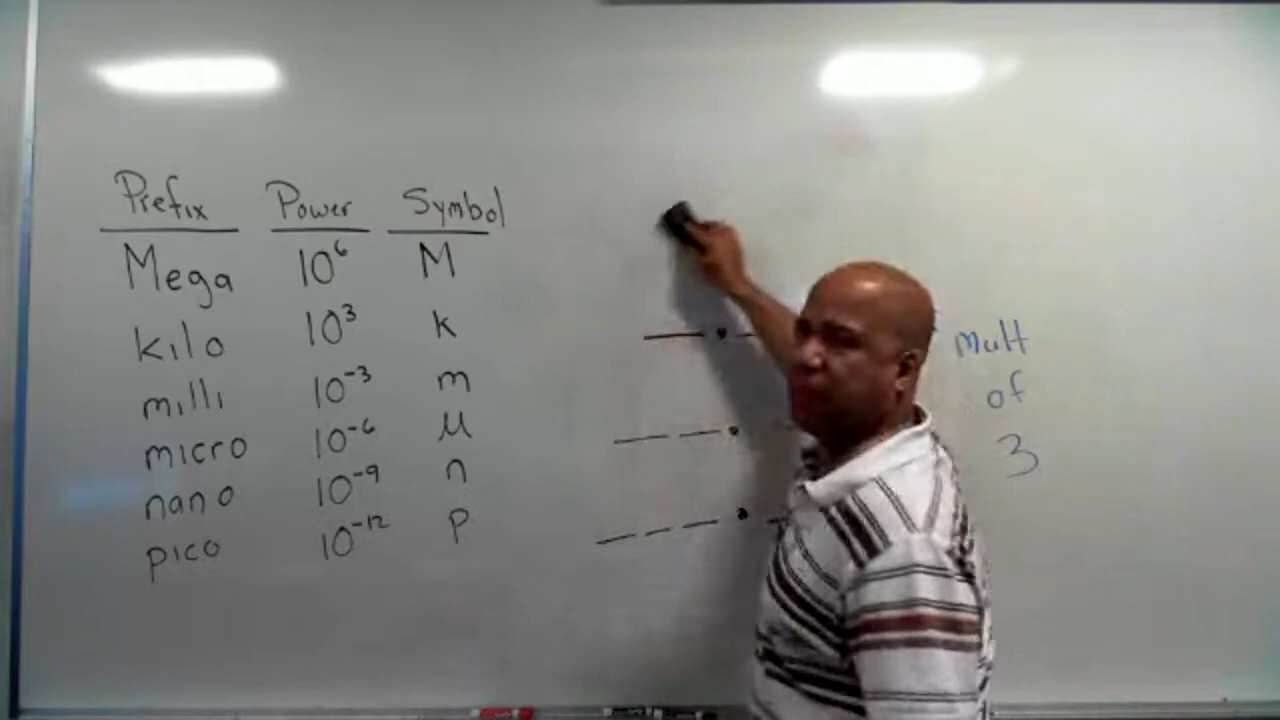 Prefix Power Symbol
Mega 10⁶ M
kilo 10³ k
milli 10⁻³ m
micro 10⁻⁶ μ
nano 10⁻⁹ n
pico 10⁻¹² p
Mult
of
3